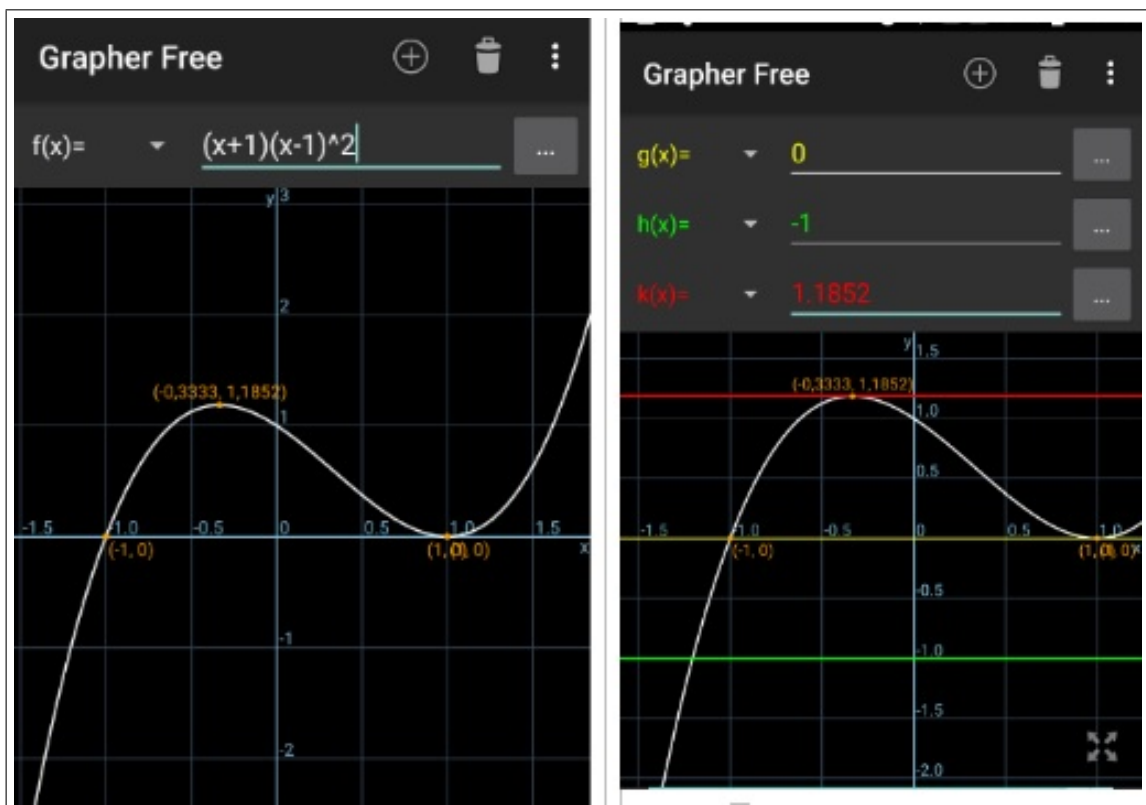 Grapher Free
f(x)= (x+1)(x-1)^2 ...
y 3
2
(-0,3333, 1,1852)
1
-1.5 -1.0 -0.5 0 0.5 1.0 1.5
x
(-1, 0) (1, 0)
-1
-2
Grapher Free
g(x)= 0 ...
h(x)= -1 ...
k(x)= 1.1852 ...
y 1.5
(-0,3333, 1,1852)
1.0
0.5
-1.5 -1.0 -0.5 0 0.5 1.0
x
(-1, 0)
-0.5
-1.0
-1.5
-2.0